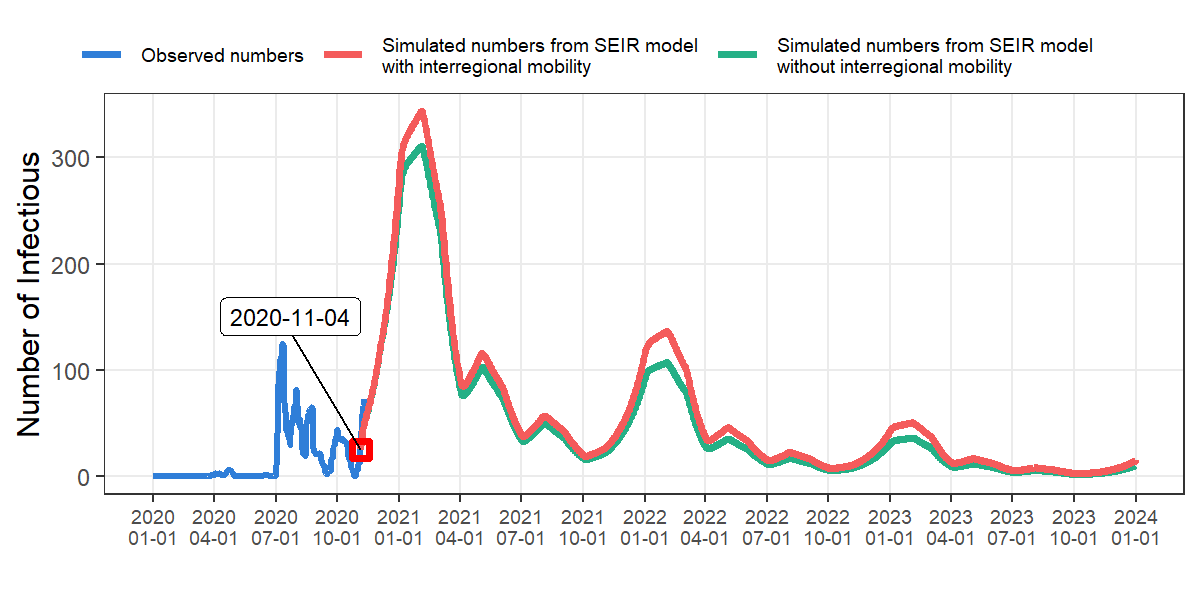 Observed numbers
Simulated numbers from SEIR model
with interregional mobility
Simulated numbers from SEIR model
without interregional mobility
Number of Infectious
300
200
100
0
2020-11-04
2020 2020 2020 2020 2021 2021 2021 2021 2022 2022 2022 2022 2023 2023 2023 2023 2024
01-01 04-01 07-01 10-01 01-01 04-01 07-01 10-01 01-01 04-01 07-01 10-01 01-01 04-01 07-01 10-01 01-01